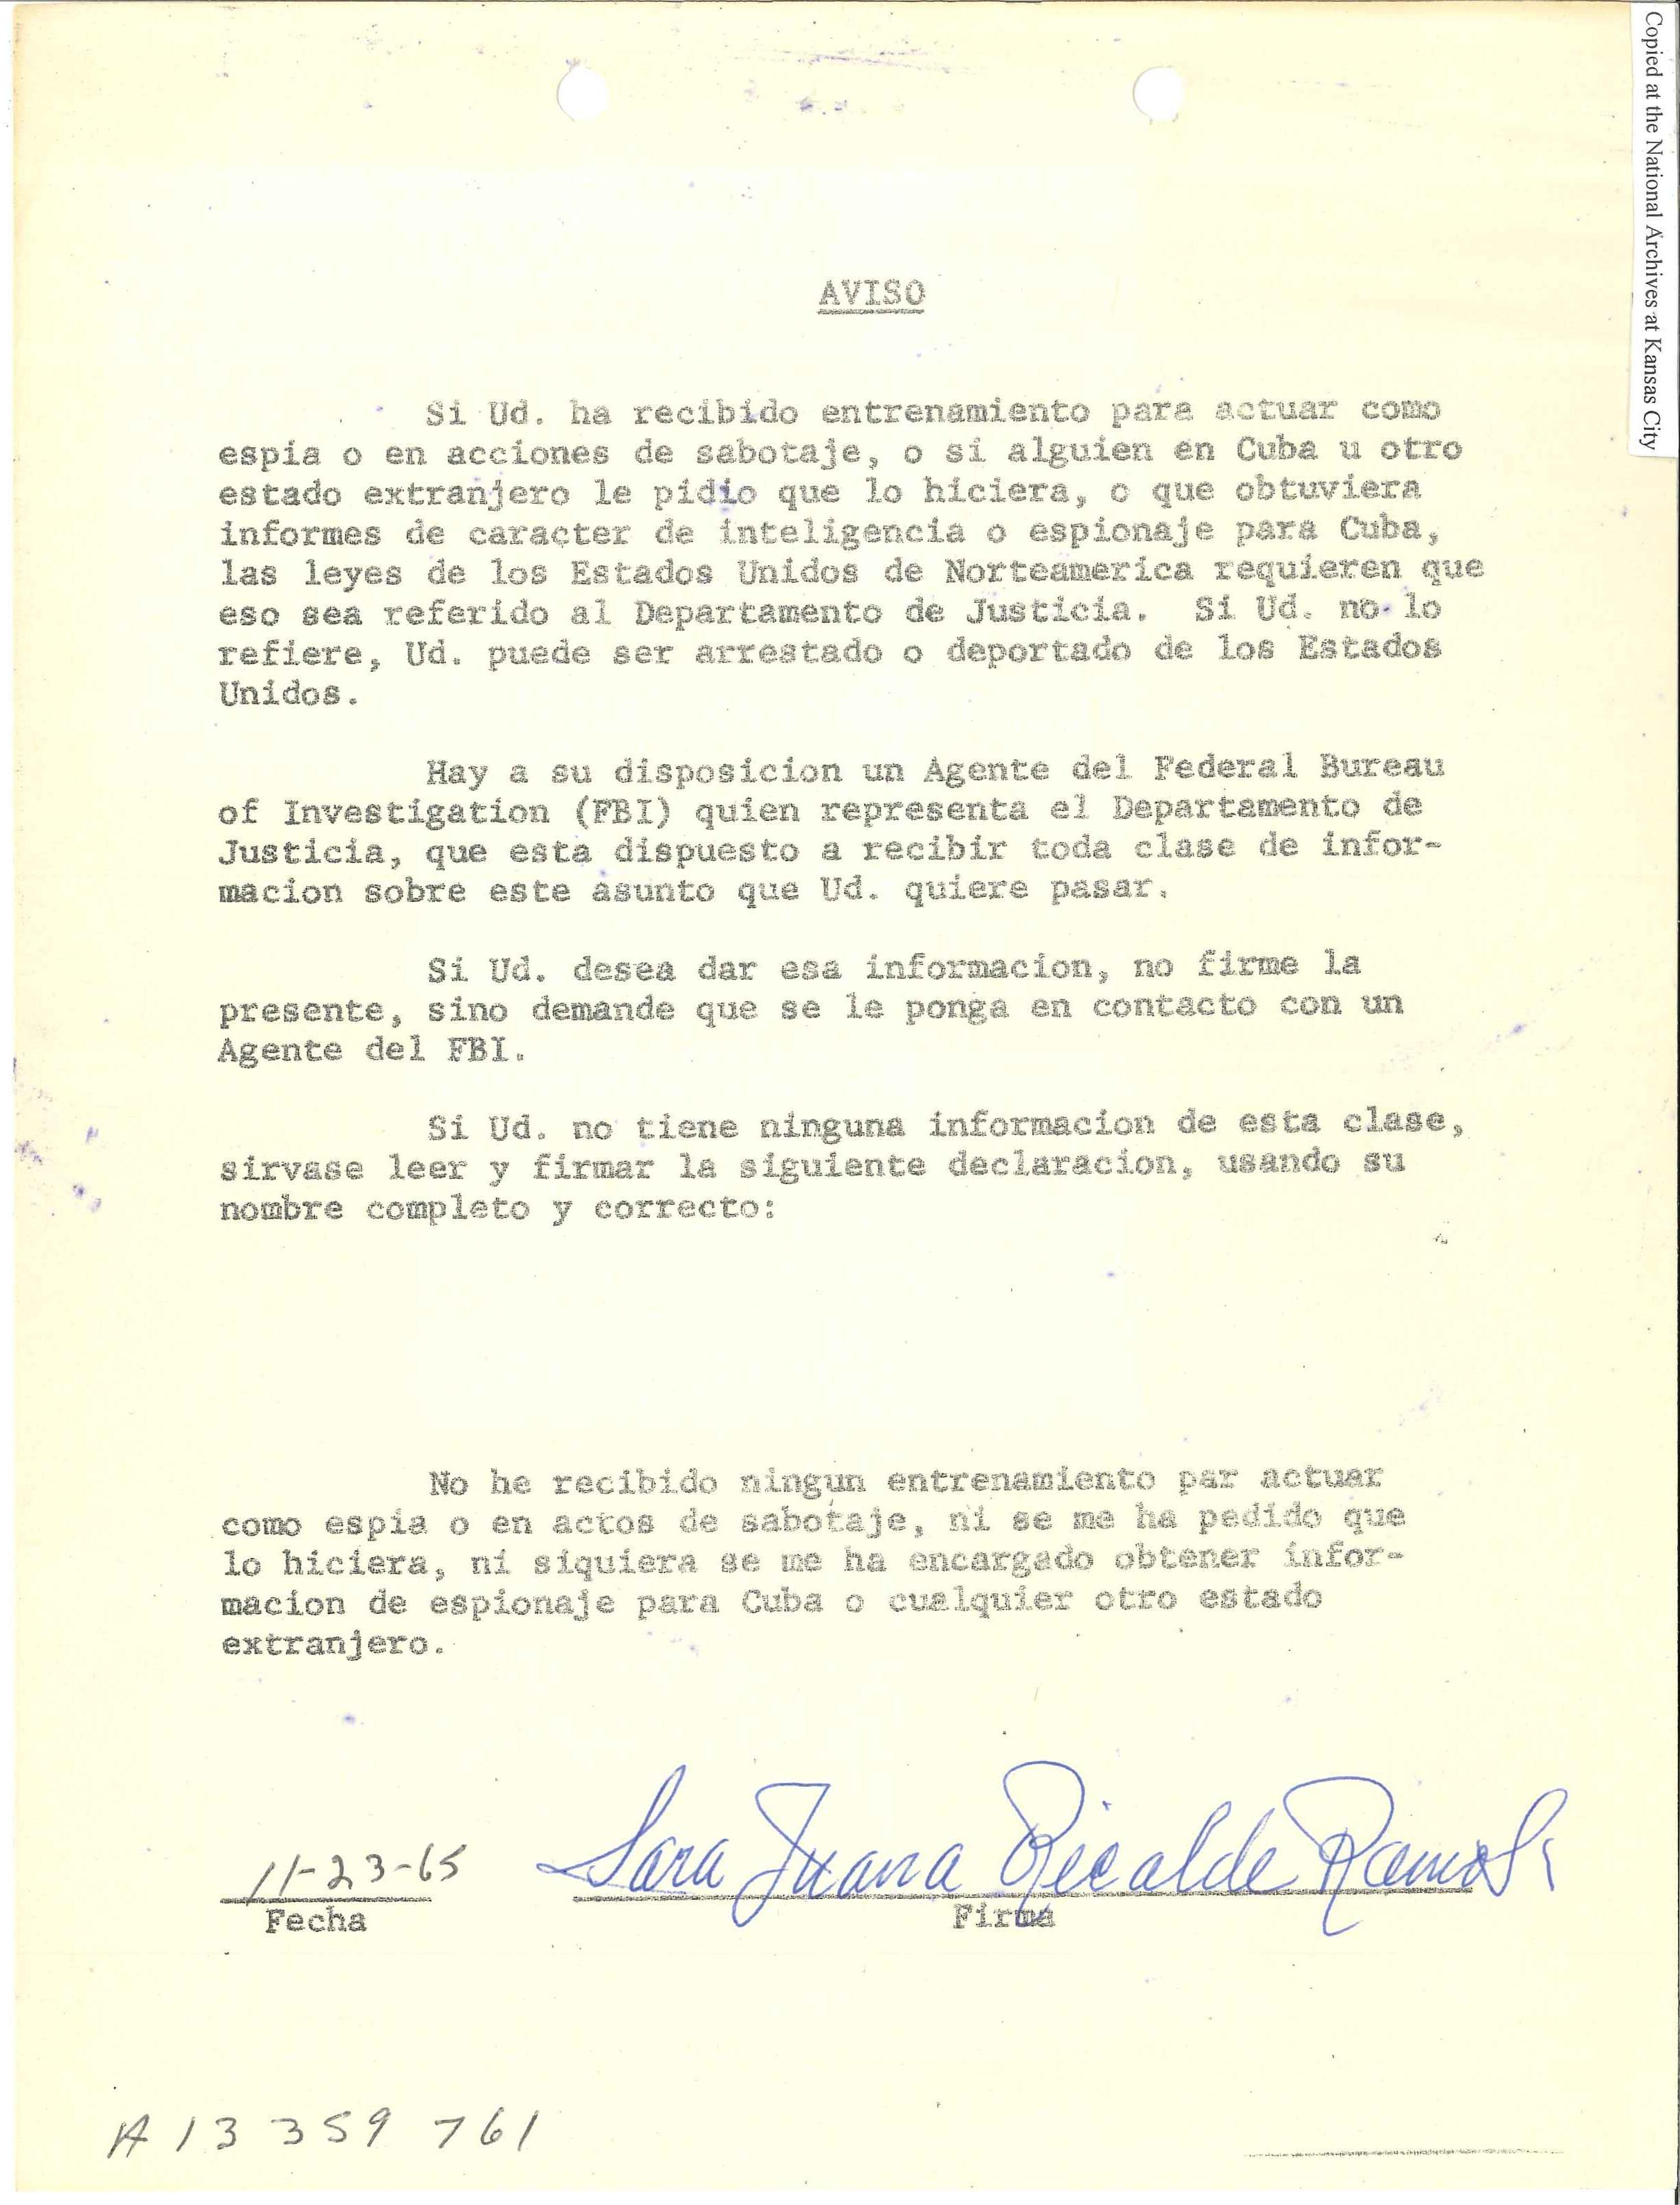 Copied at the National Archives at Kansas City
AVISO
Si Ud. ha recibido entrenamiento para actuar como
espia o en acciones de sabotaje, o si alguien en Cuba u otro
estado extranjero le pidio que lo hiciera, o que obtuviera
informes de caracter de inteligencia o espionaje para Cuba,
las leyes de los Estados Unidos de Norteamerica requieren que
eso sea referido al Departamento de Justicia. Si Ud. no lo
refiere, Ud. puede ser arrestado o deportado de los Estados
Unidos.
Hay a su disposicion un Agente del Federal Bureau
of Investigation (FBI) quien representa el Departamento de
Justicia, que esta dispuesto a recibir toda clase de infor-
macion sobre este asunto que Ud. quiere pasar.
Si Ud. desea dar esa informacion, no firme la
presente, sino demande que se le ponga en contacto con un
Agente del FBI.
Si Ud. no tiene ninguna informacion de esta clase,
sirvase leer y firmar la siguiente declaracion, usando su
nombre completo y correcto:
No he recibido ningun entrenamiento par actuar
como espia o en actos de sabotaje, ni se me ha pedido que
lo hiciera, ni siquiera se me ha encargado obtener infor-
macion de espionaje para Cuba o cualquier otro estado
extranjero.
11-23-65 Sara Juana Ricalde Ramos
Fecha Firma
A 13 359 761